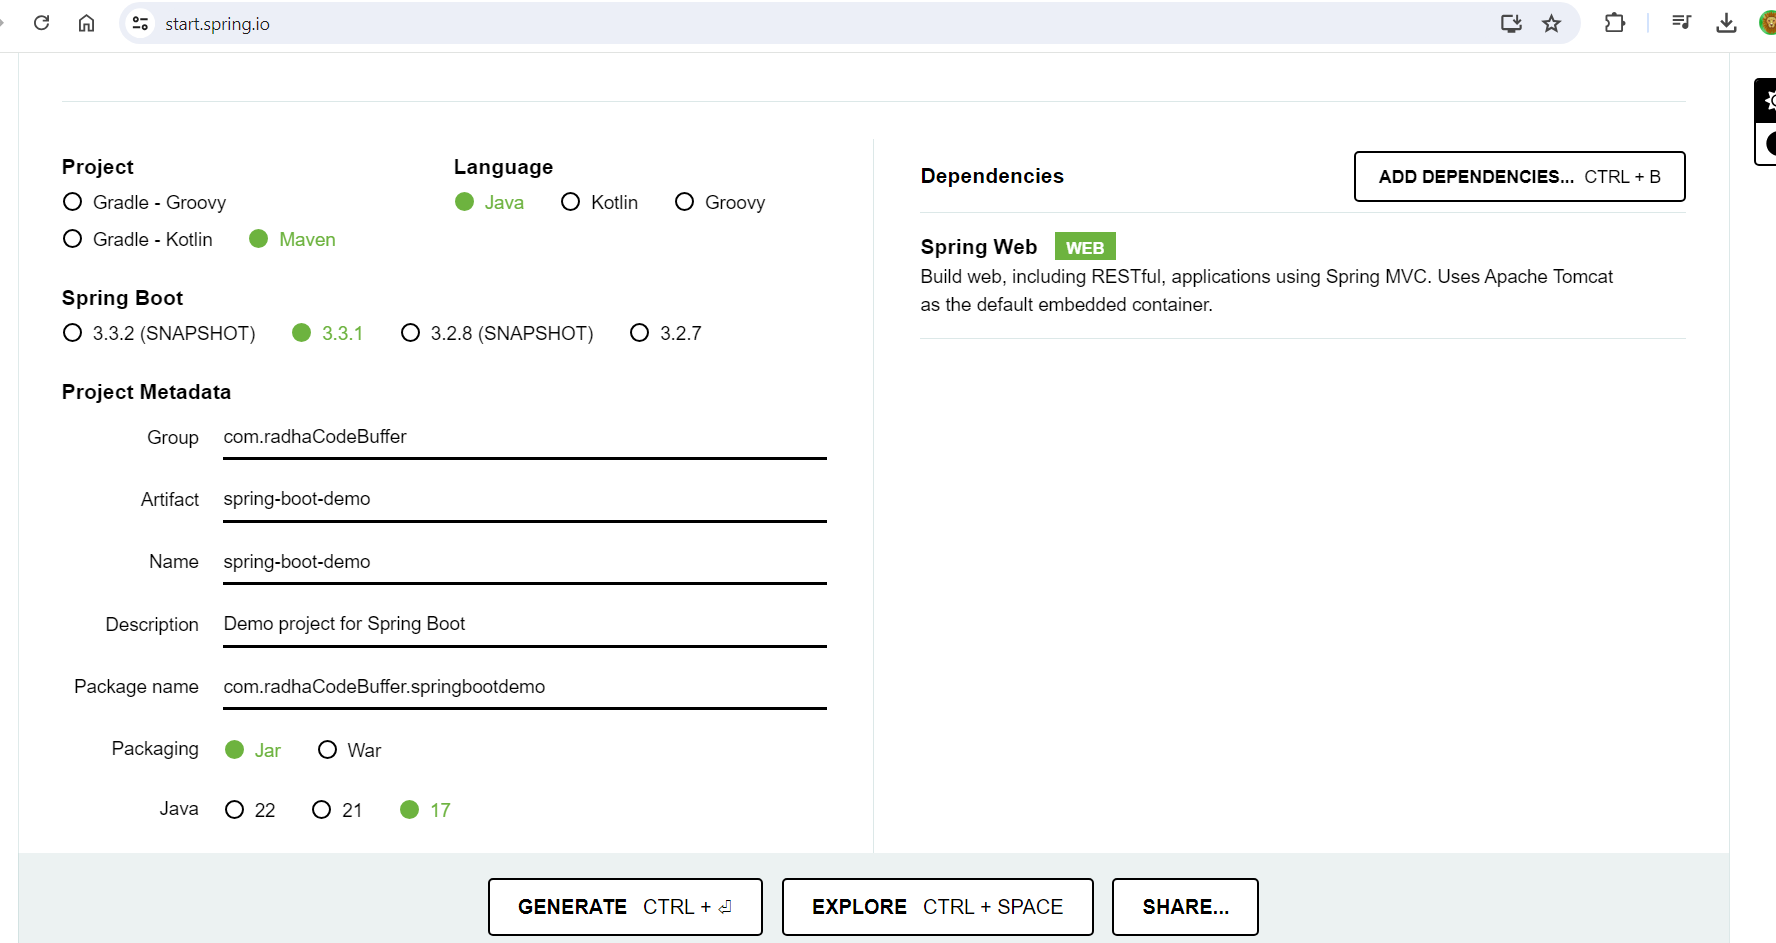 start.spring.io
Project
Gradle - Groovy
Gradle - Kotlin Maven
Language
Java Kotlin Groovy
Spring Boot
3.3.2 (SNAPSHOT) 3.3.1 3.2.8 (SNAPSHOT) 3.2.7
Project Metadata
Group com.radhaCodeBuffer
Artifact spring-boot-demo
Name spring-boot-demo
Description Demo project for Spring Boot
Package name com.radhaCodeBuffer.springbootdemo
Packaging Jar War
Java 22 21 17
Dependencies ADD DEPENDENCIES... CTRL + B
Spring Web WEB
Build web, including RESTful, applications using Spring MVC. Uses Apache Tomcat
as the default embedded container.
GENERATE CTRL + ⏎ EXPLORE CTRL + SPACE SHARE...